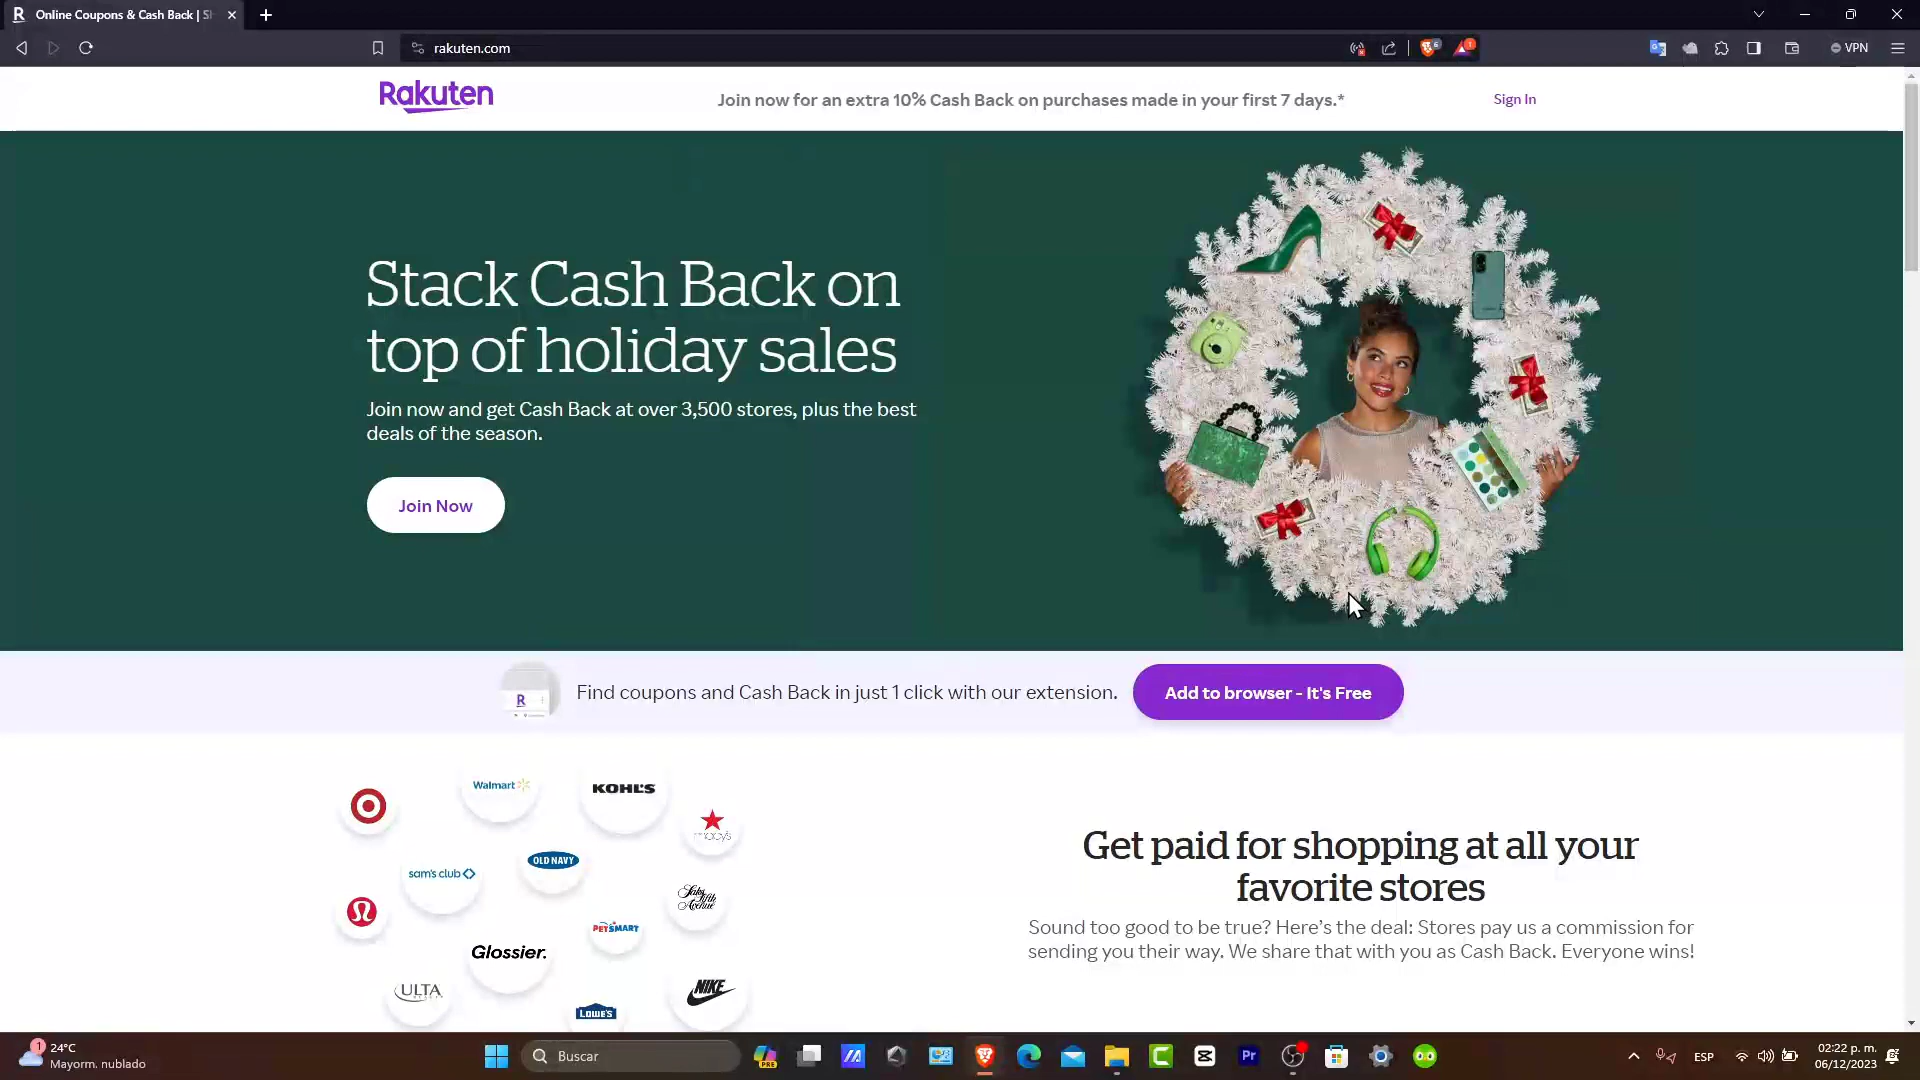 Online Coupons & Cash Back | S
rakuten.com
6
1
VPN
Rakuten
Join now for an extra 10% Cash Back on purchases made in your first 7 days.*
Sign In
Stack Cash Back on
top of holiday sales
Join now and get Cash Back at over 3,500 stores, plus the best
deals of the season.
Join Now
R
Find coupons and Cash Back in just 1 click with our extension.
Add to browser - It's Free
Walmart
KOHL'S
macy's
sam's club
OLD NAVY
Saks
Fifth
Avenue
PETSMART
Glossier.
ULTA
NIKE
LOWE'S
Get paid for shopping at all your
favorite stores
Sound too good to be true? Here’s the deal: Stores pay us a commission for
sending you their way. We share that with you as Cash Back. Everyone wins!
1
24°C
Mayorm. nublado
Buscar
PRE
Pr
ESP
02:22 p. m.
06/12/2023